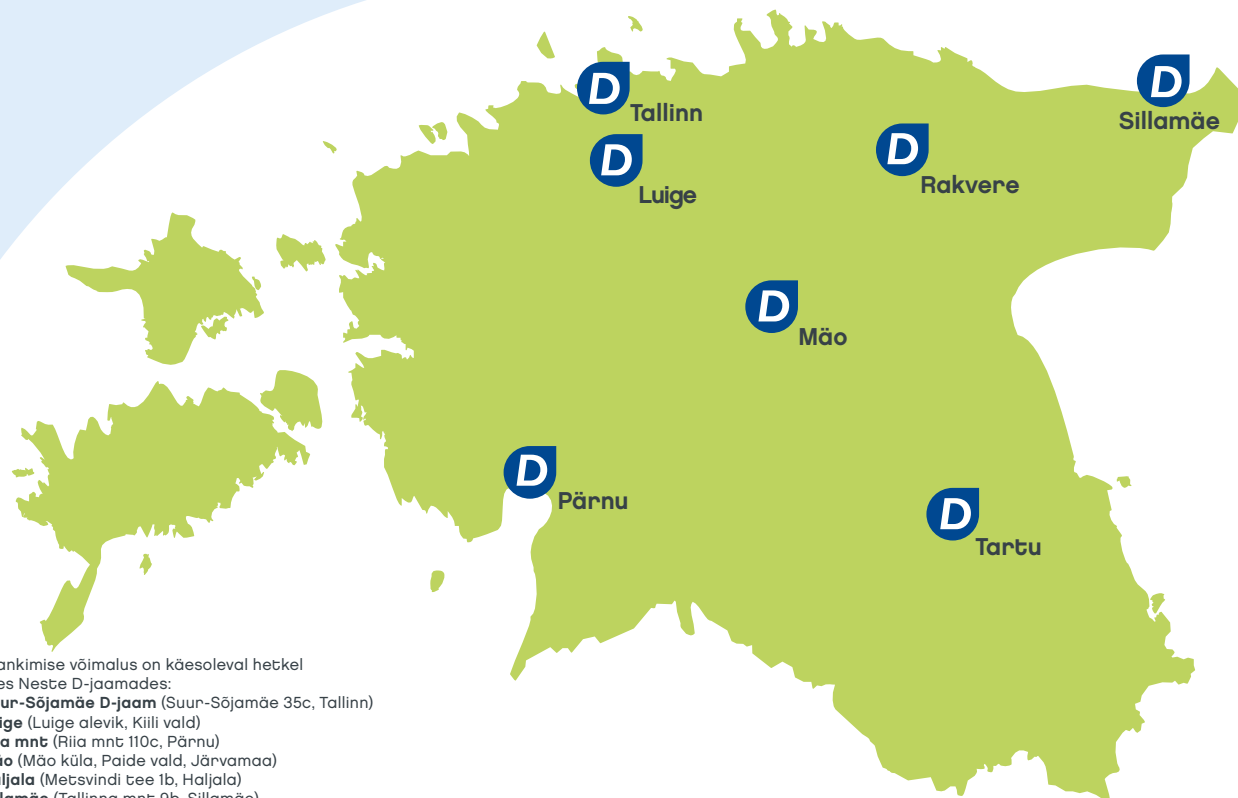 D
Tallinn
D
Sillamäe
D
Luige
D
Rakvere
D
Mäo
D
Pärnu
D
Tartu
ankimise võimalus on käesoleval hetkel
es Neste D-jaamades:
ur-Sõjamäe D-jaam (Suur-Sõjamäe 35c, Tallinn)
ige (Luige alevik, Kiili vald)
a mnt (Riia mnt 110c, Pärnu)
äo (Mäo küla, Paide vald, Järvamaa)
ljala (Metsvindi tee 1b, Haljala)